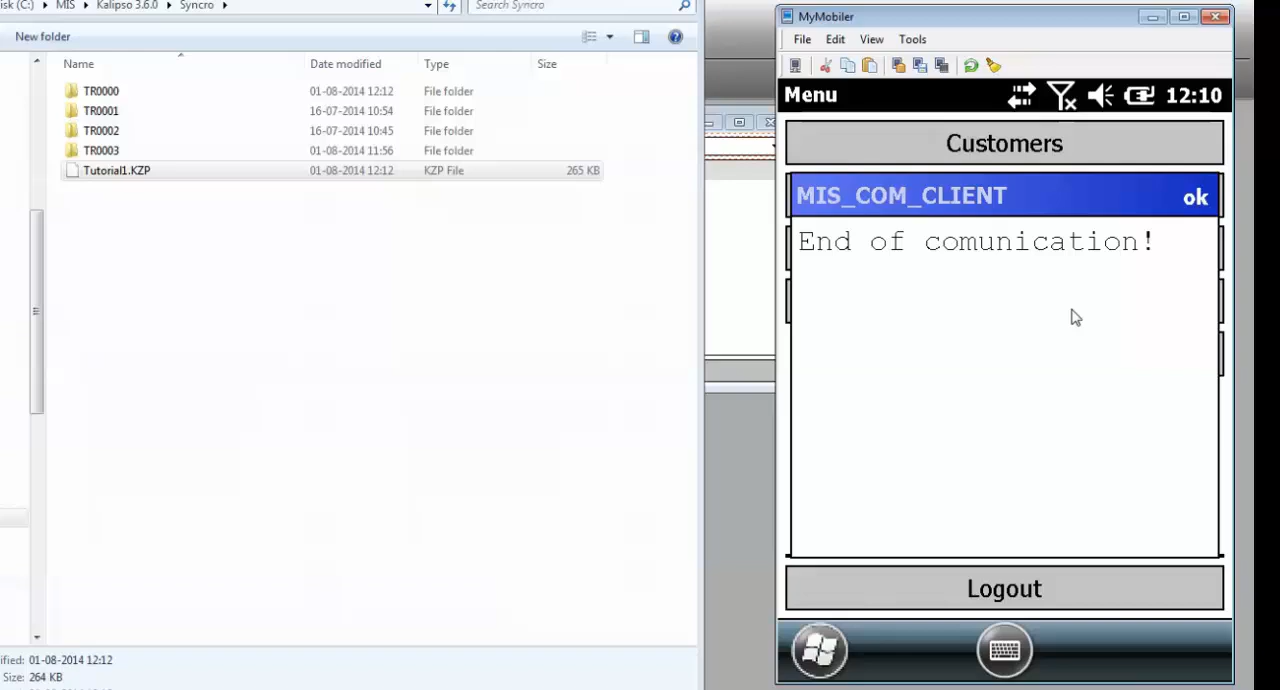 isk (C:) ▸ MIS ▸ Kalipso 3.6.0 ▸ Syncro ▸
Search Syncro
New folder
Name Date modified Type Size
TR0000 01-08-2014 12:12 File folder
TR0001 16-07-2014 10:54 File folder
TR0002 16-07-2014 10:45 File folder
TR0003 01-08-2014 11:56 File folder
Tutorial1.KZP 01-08-2014 12:12 KZP File 265 KB
ified: 01-08-2014 12:12
Size: 264 KB
MyMobiler
File Edit View Tools
Menu 12:10
Customers
MIS_COM_CLIENT ok
End of comunication!
Logout